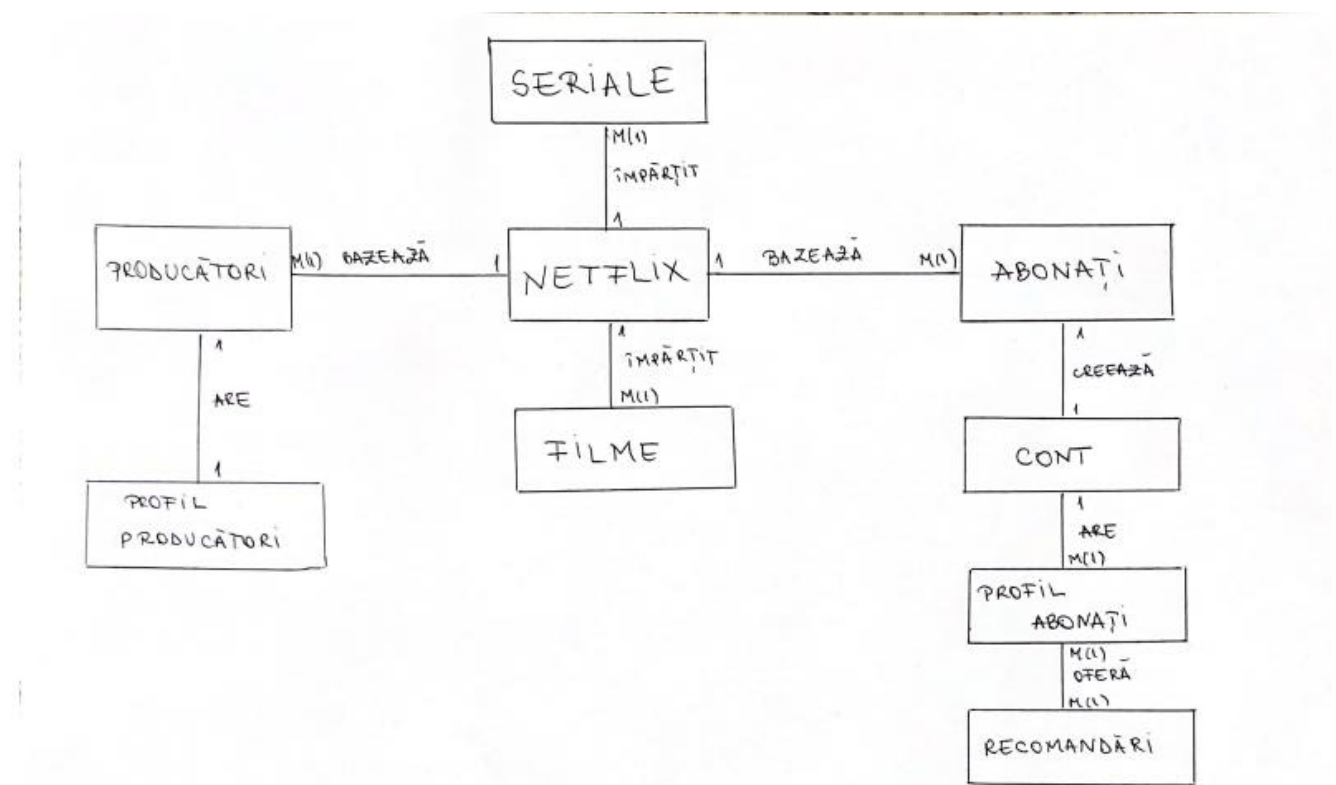 SERIALE
M(1)
ÎMPĂRȚIT
1
PRODUCĂTORI
M(1) BAZEAZĂ 1
NETFLIX
1 BAZEAZĂ M(1)
ABONAȚI
1
ARE
1
PROFIL
PRODUCĂTORI
1
ÎMPĂRȚIT
M(1)
FILME
1
CREEAZĂ
1
CONT
1
ARE
M(1)
PROFIL
ABONAȚI
M(1)
OFERĂ
M(1)
RECOMANDĂRI